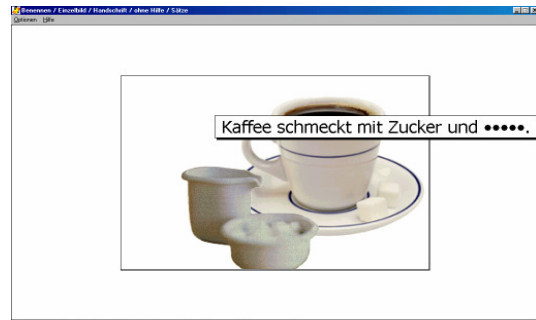 Benennen / Einzelbild / Handschrift / ohne Hilfe / Sätze
Optionen Hilfe
Kaffee schmeckt mit Zucker und •••••.